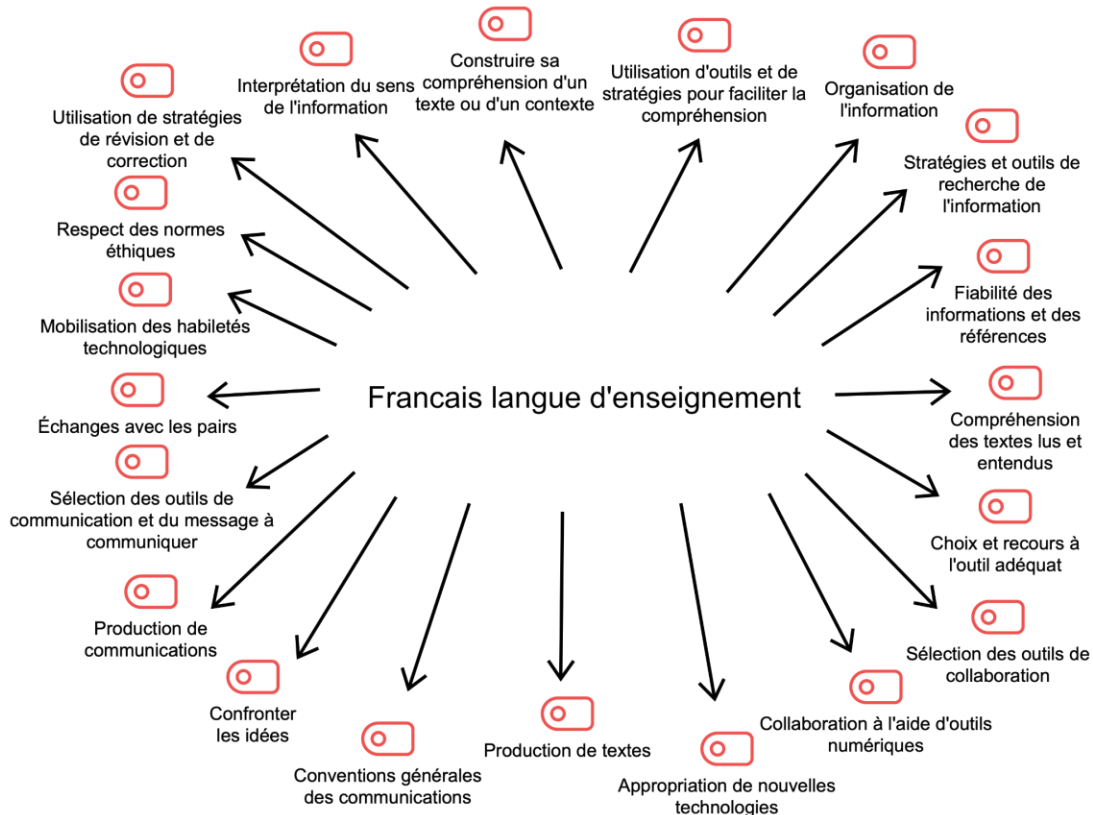 Construire sa
compréhension d'un
texte ou d'un contexte
Utilisation d'outils et de
stratégies pour faciliter la
compréhension
Organisation de
l'information
Stratégies et outils de
recherche de
l'information
Fiabilité des
informations et des
références
Compréhension
des textes lus et
entendus
Choix et recours à
l'outil adéquat
Sélection des outils de
collaboration
Collaboration à l'aide d'outils
numériques
Appropriation de nouvelles
technologies
Production de textes
Conventions générales
des communications
Confronter
les idées
Production de
communications
Sélection des outils de
communication et du message à
communiquer
Échanges avec les pairs
Mobilisation des habiletés
technologiques
Respect des normes
éthiques
Utilisation de stratégies
de révision et de
correction
Interprétation du sens
de l'information
Francais langue d'enseignement